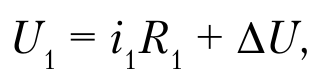 U₁ = i₁R₁ + ΔU,